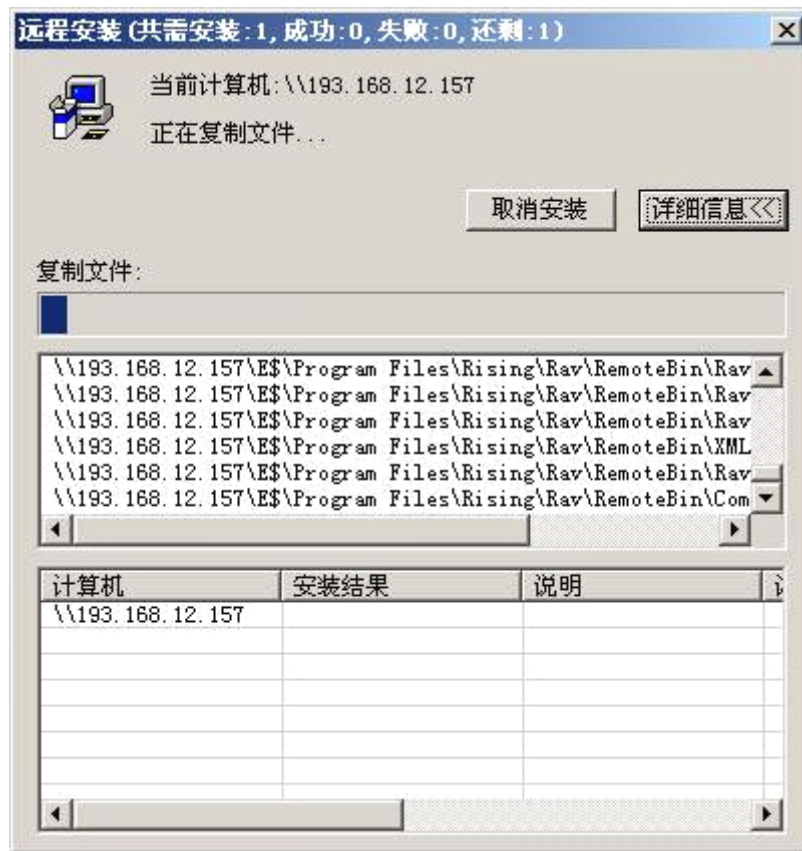 远程安装(共需安装:1,成功:0,失败:0,还剩:1)
当前计算机:\\193.168.12.157
正在复制文件...
取消安装 详细信息<<
复制文件:
\\193.168.12.157\E$\Program Files\Rising\Rav\RemoteBin\Rav
\\193.168.12.157\E$\Program Files\Rising\Rav\RemoteBin\Rav
\\193.168.12.157\E$\Program Files\Rising\Rav\RemoteBin\Rav
\\193.168.12.157\E$\Program Files\Rising\Rav\RemoteBin\XML
\\193.168.12.157\E$\Program Files\Rising\Rav\RemoteBin\Rav
\\193.168.12.157\E$\Program Files\Rising\Rav\RemoteBin\Com
计算机 安装结果 说明
\\193.168.12.157